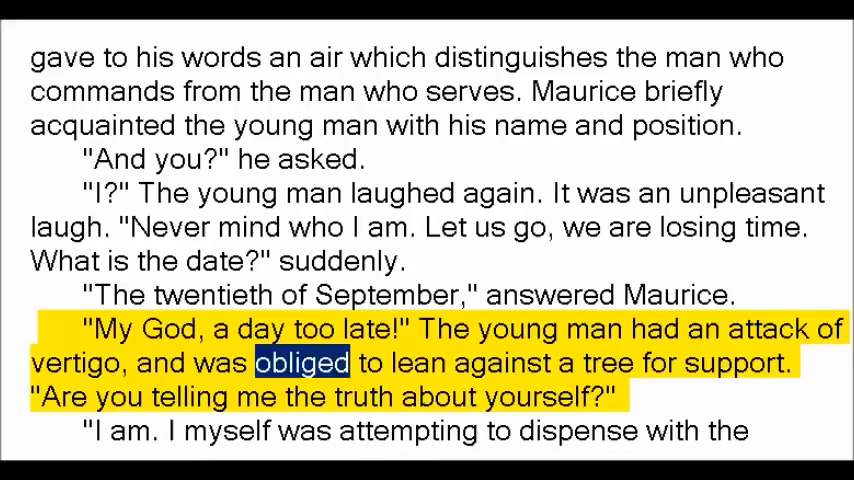 gave to his words an air which distinguishes the man who
commands from the man who serves. Maurice briefly
acquainted the young man with his name and position.
"And you?" he asked.
"I?" The young man laughed again. It was an unpleasant
laugh. "Never mind who I am. Let us go, we are losing time.
What is the date?" suddenly.
"The twentieth of September," answered Maurice.
"My God, a day too late!" The young man had an attack of
vertigo, and was obliged to lean against a tree for support.
"Are you telling me the truth about yourself?"
"I am. I myself was attempting to dispense with the